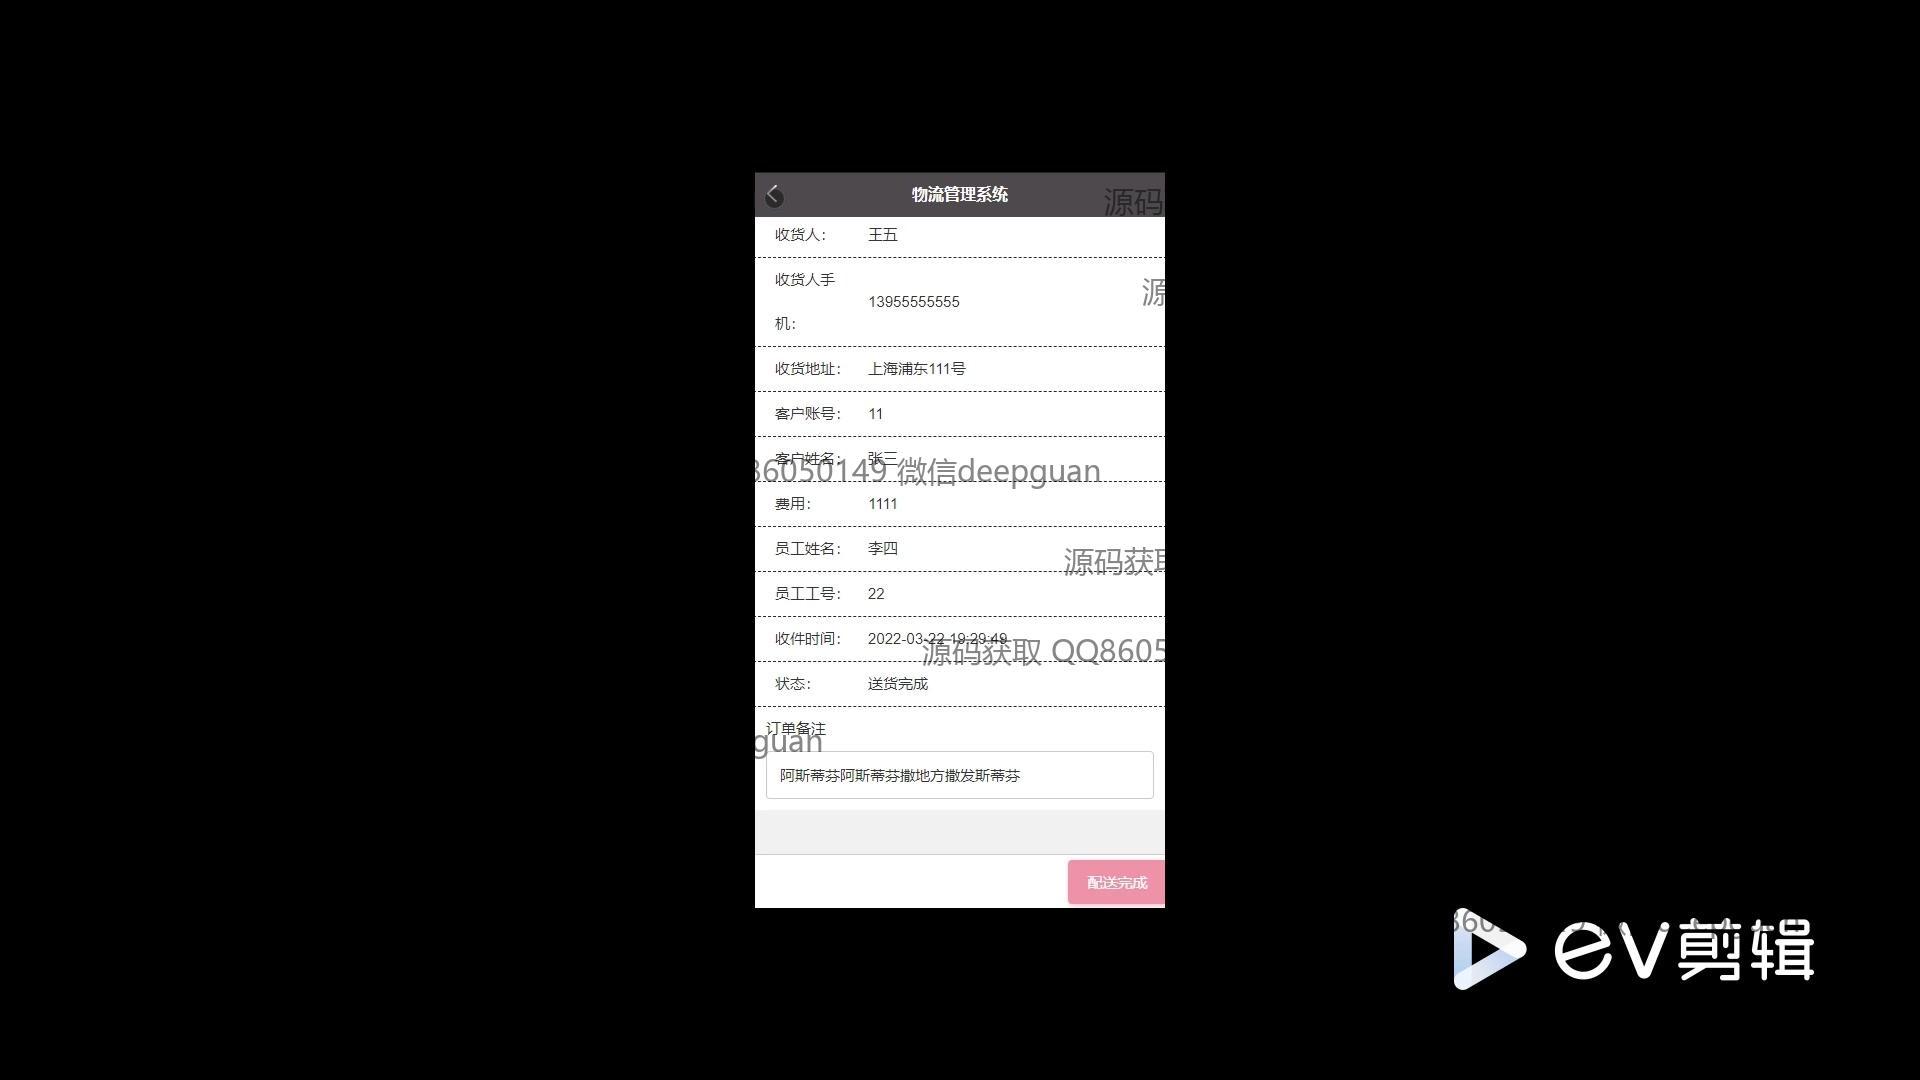 物流管理系统
源码
收货人： 王五
源
收货人手
机： 13955555555
收货地址： 上海浦东111号
客户账号： 11
客户姓名： 张三
86050149 微信deepguan
费用： 1111
员工姓名： 李四
源码获取
员工工号： 22
收件时间： 2022-03-22 19:29:49
源码获取 QQ8605
状态： 送货完成
订单备注
guan
阿斯蒂芬阿斯蒂芬撒地方撒发斯蒂芬
配送完成
ev剪辑